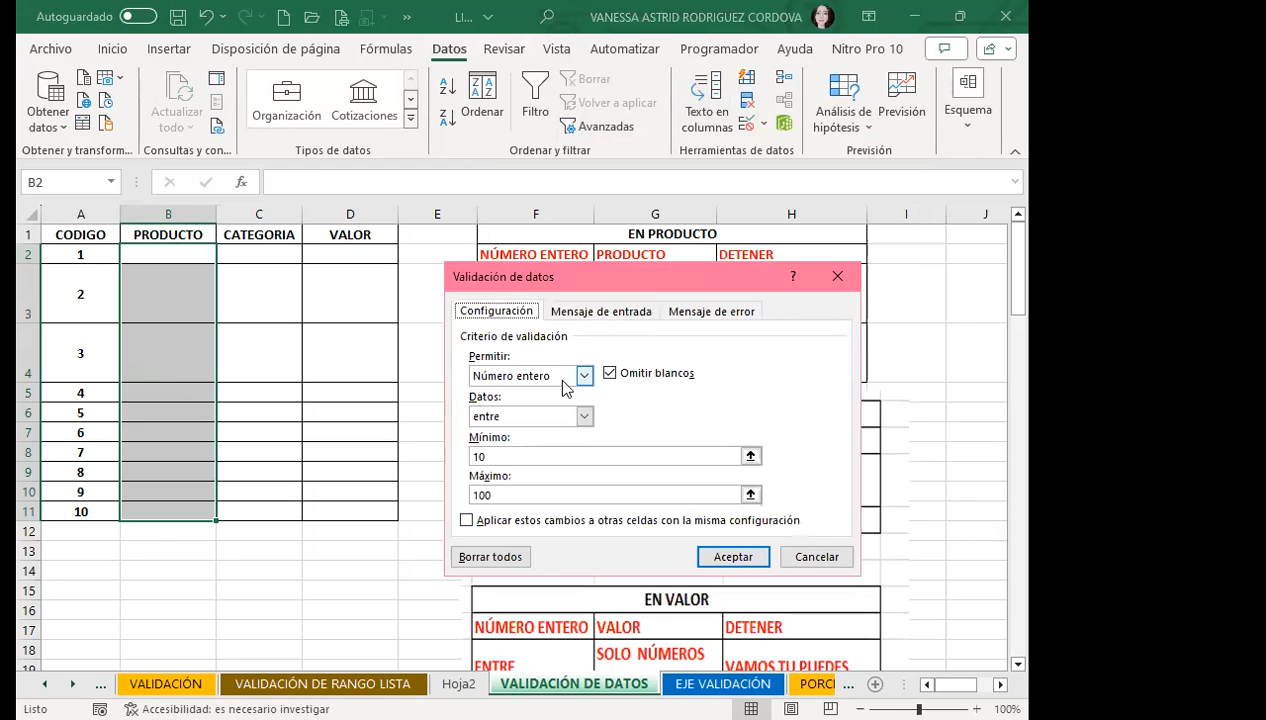 Autoguardado
LI...
VANESSA ASTRID RODRIGUEZ CORDOVA
Archivo Inicio Insertar Disposición de página Fórmulas Datos Revisar Vista Automatizar Programador Ayuda Nitro Pro 10
Obtener datos
Actualizar todo
Organización
Cotizaciones
Ordenar
Filtro
Borrar
Volver a aplicar
Avanzadas
Texto en columnas
Análisis de hipótesis
Previsión
Esquema
Obtener y transform... Consultas y con... Tipos de datos Ordenar y filtrar Herramientas de datos Previsión
B2
fx
A B C D E F G H I J
1 CODIGO PRODUCTO CATEGORIA VALOR EN PRODUCTO
2 1 NÚMERO ENTERO PRODUCTO DETENER
3 2
4 3
5 4
6 5
7 6
8 7
9 8
10 9
11 10
12
13
14
15
16
17
18
19
Validación de datos
?
Configuración Mensaje de entrada Mensaje de error
Criterio de validación
Permitir:
Número entero
Omitir blancos
Datos:
entre
Mínimo:
10
Máximo:
100
Aplicar estos cambios a otras celdas con la misma configuración
Borrar todos Aceptar Cancelar
EN VALOR
NÚMERO ENTERO VALOR DETENER
SOLO NÚMEROS
ENTRE VAMOS TU PUEDES
... VALIDACIÓN VALIDACIÓN DE RANGO LISTA Hoja2 VALIDACIÓN DE DATOS EJE VALIDACIÓN PORCI ...
Listo Accesibilidad: es necesario investigar 100%